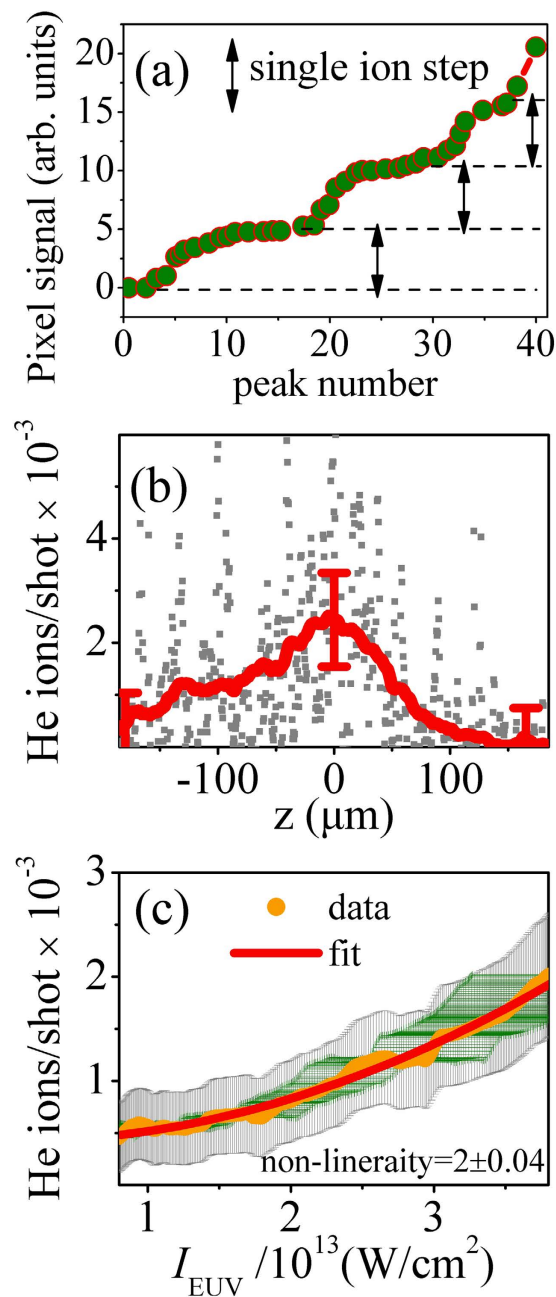 (a)
single ion step
Pixel signal (arb. units)
20
15
10
5
0
0 10 20 30 40
peak number
(b)
He ions/shot × 10⁻³
4
2
-100 0 100
z (μm)
(c)
data
fit
He ions/shot × 10⁻³
3
2
1
non-lineraity=2±0.04
1 2 3
I_EUV /10¹³(W/cm²)